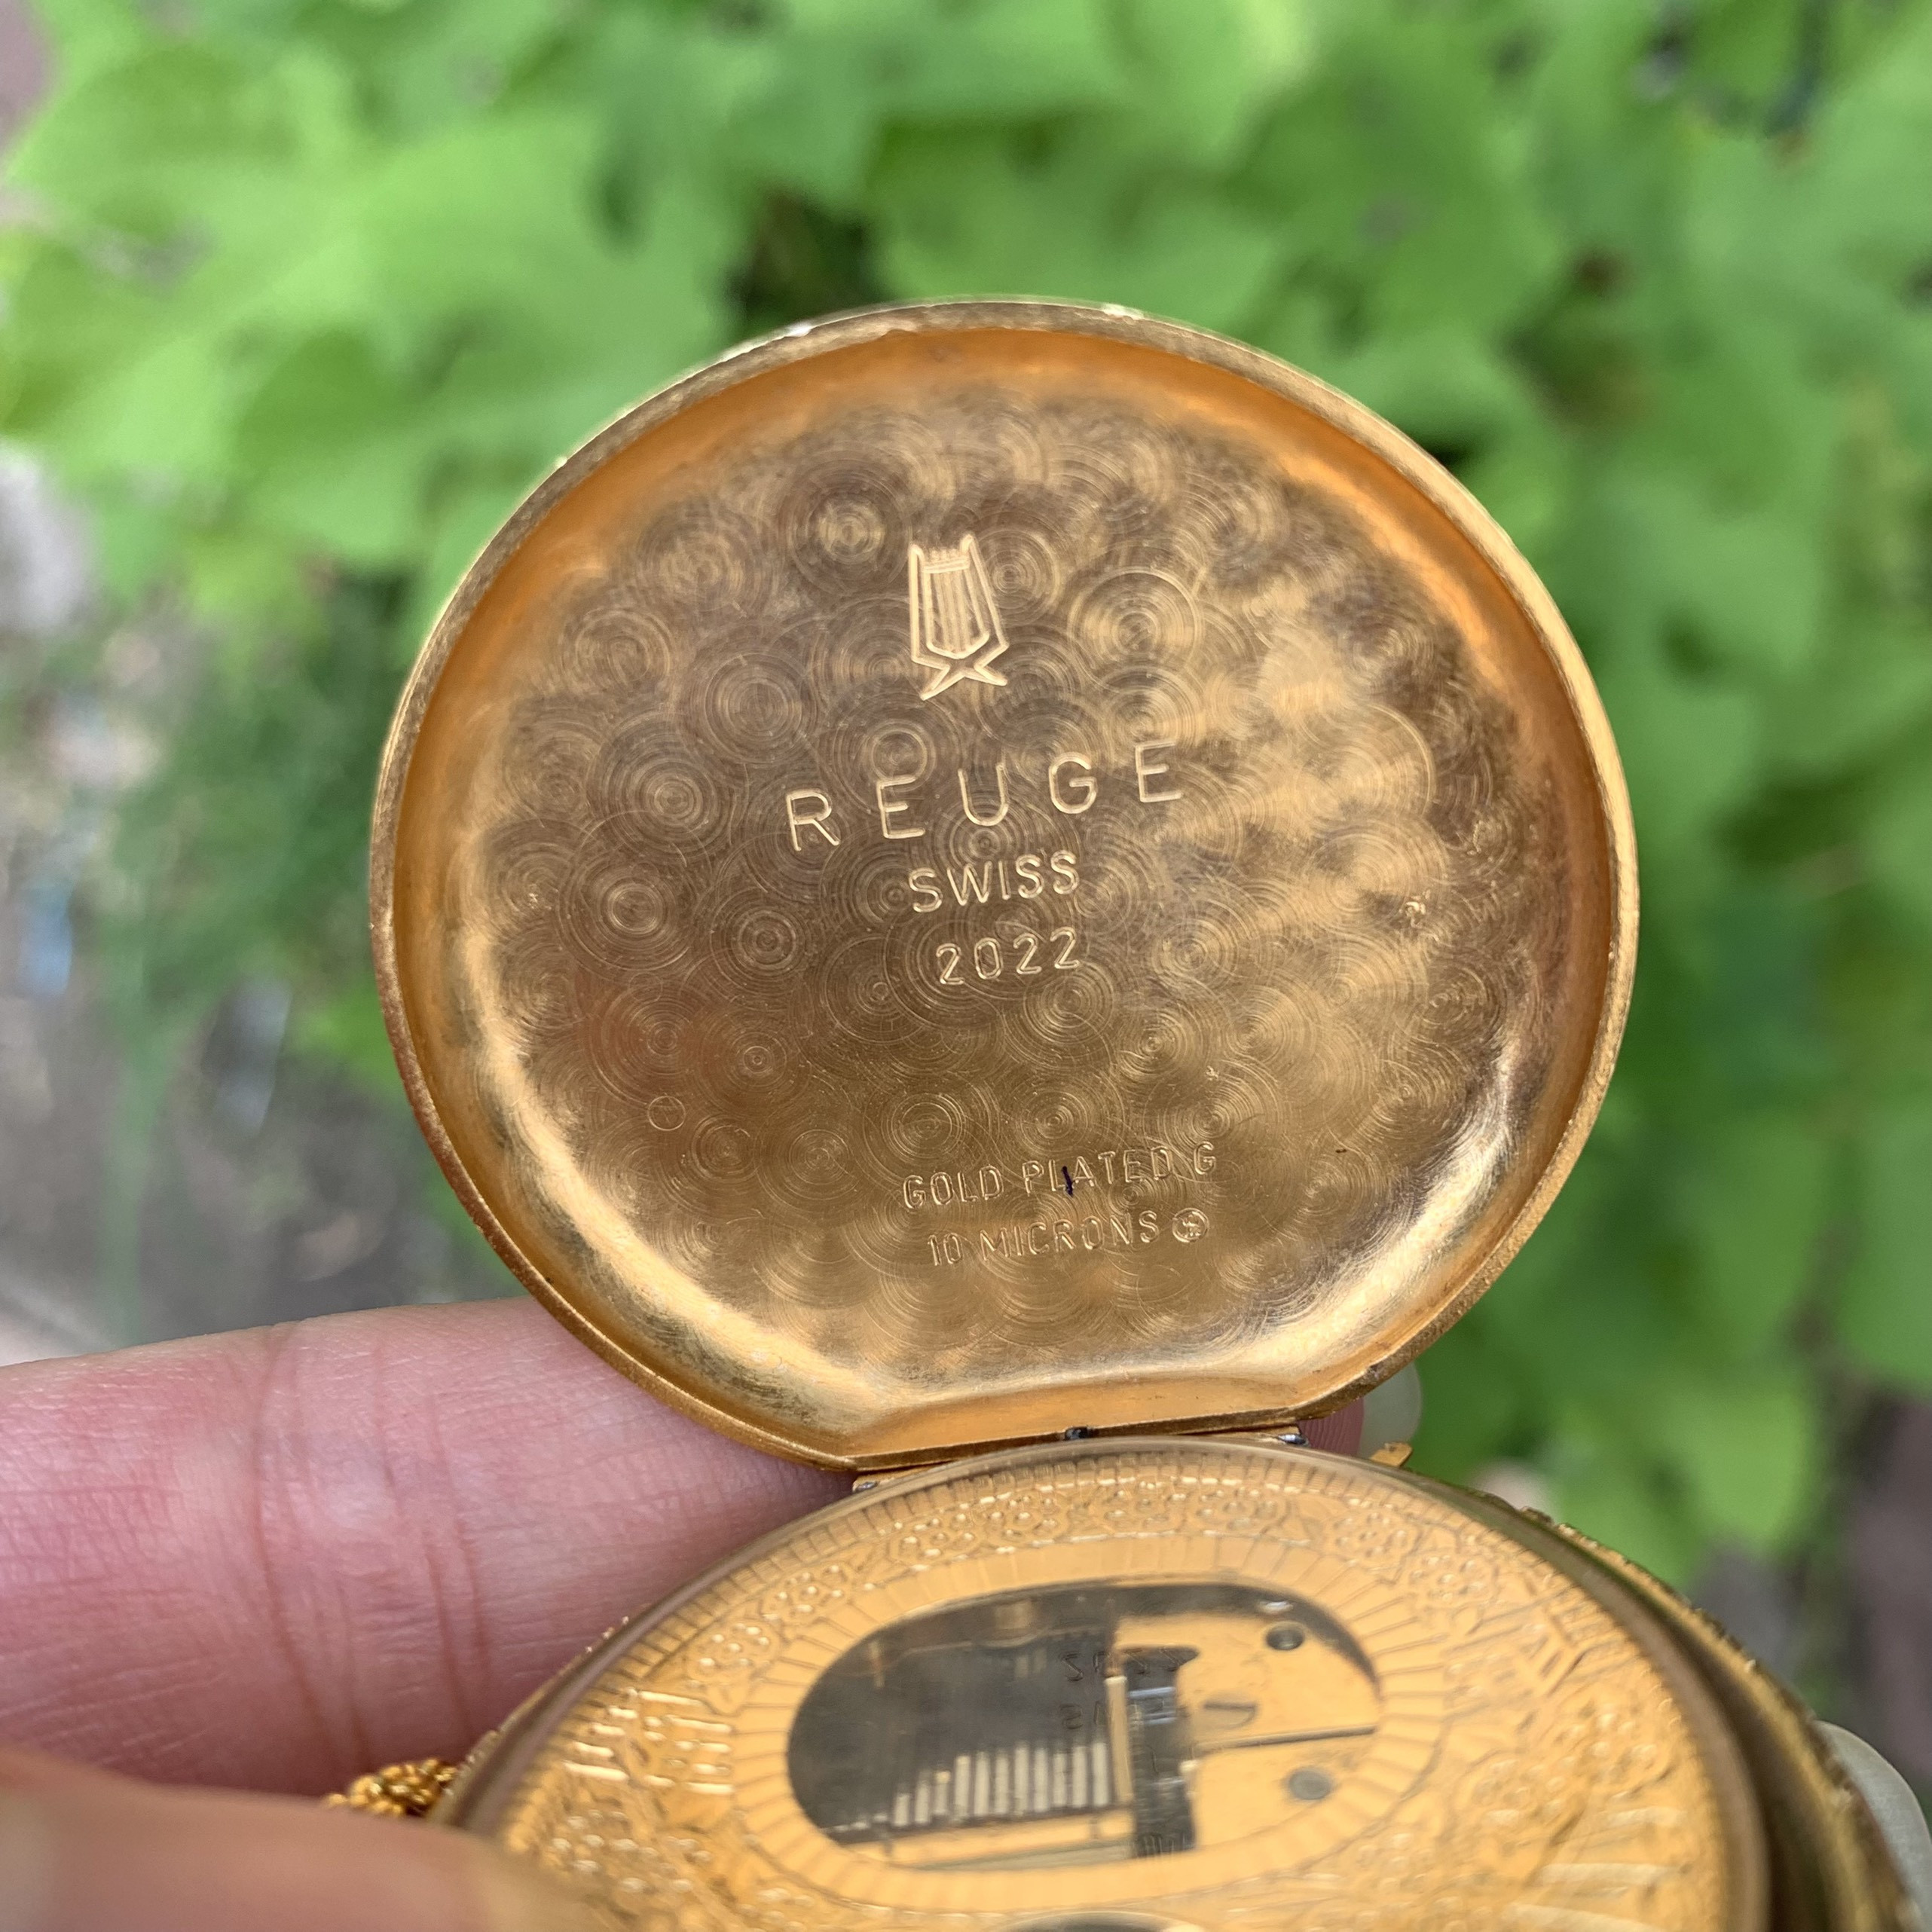 REUGE
SWISS
2022
GOLD PLATED G
10 MICRONS